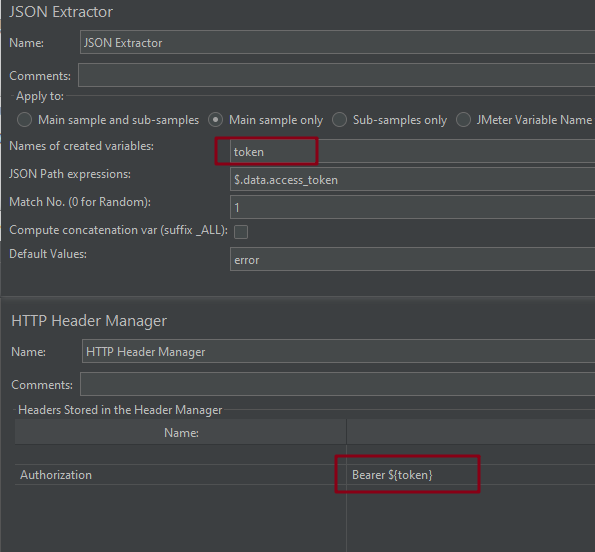 JSON Extractor
Name: JSON Extractor
Comments:
Apply to:
Main sample and sub-samples Main sample only Sub-samples only JMeter Variable Name
Names of created variables: token
JSON Path expressions: $.data.access_token
Match No. (0 for Random): 1
Compute concatenation var (suffix _ALL):
Default Values: error
HTTP Header Manager
Name: HTTP Header Manager
Comments:
Headers Stored in the Header Manager
Name:
Authorization Bearer ${token}